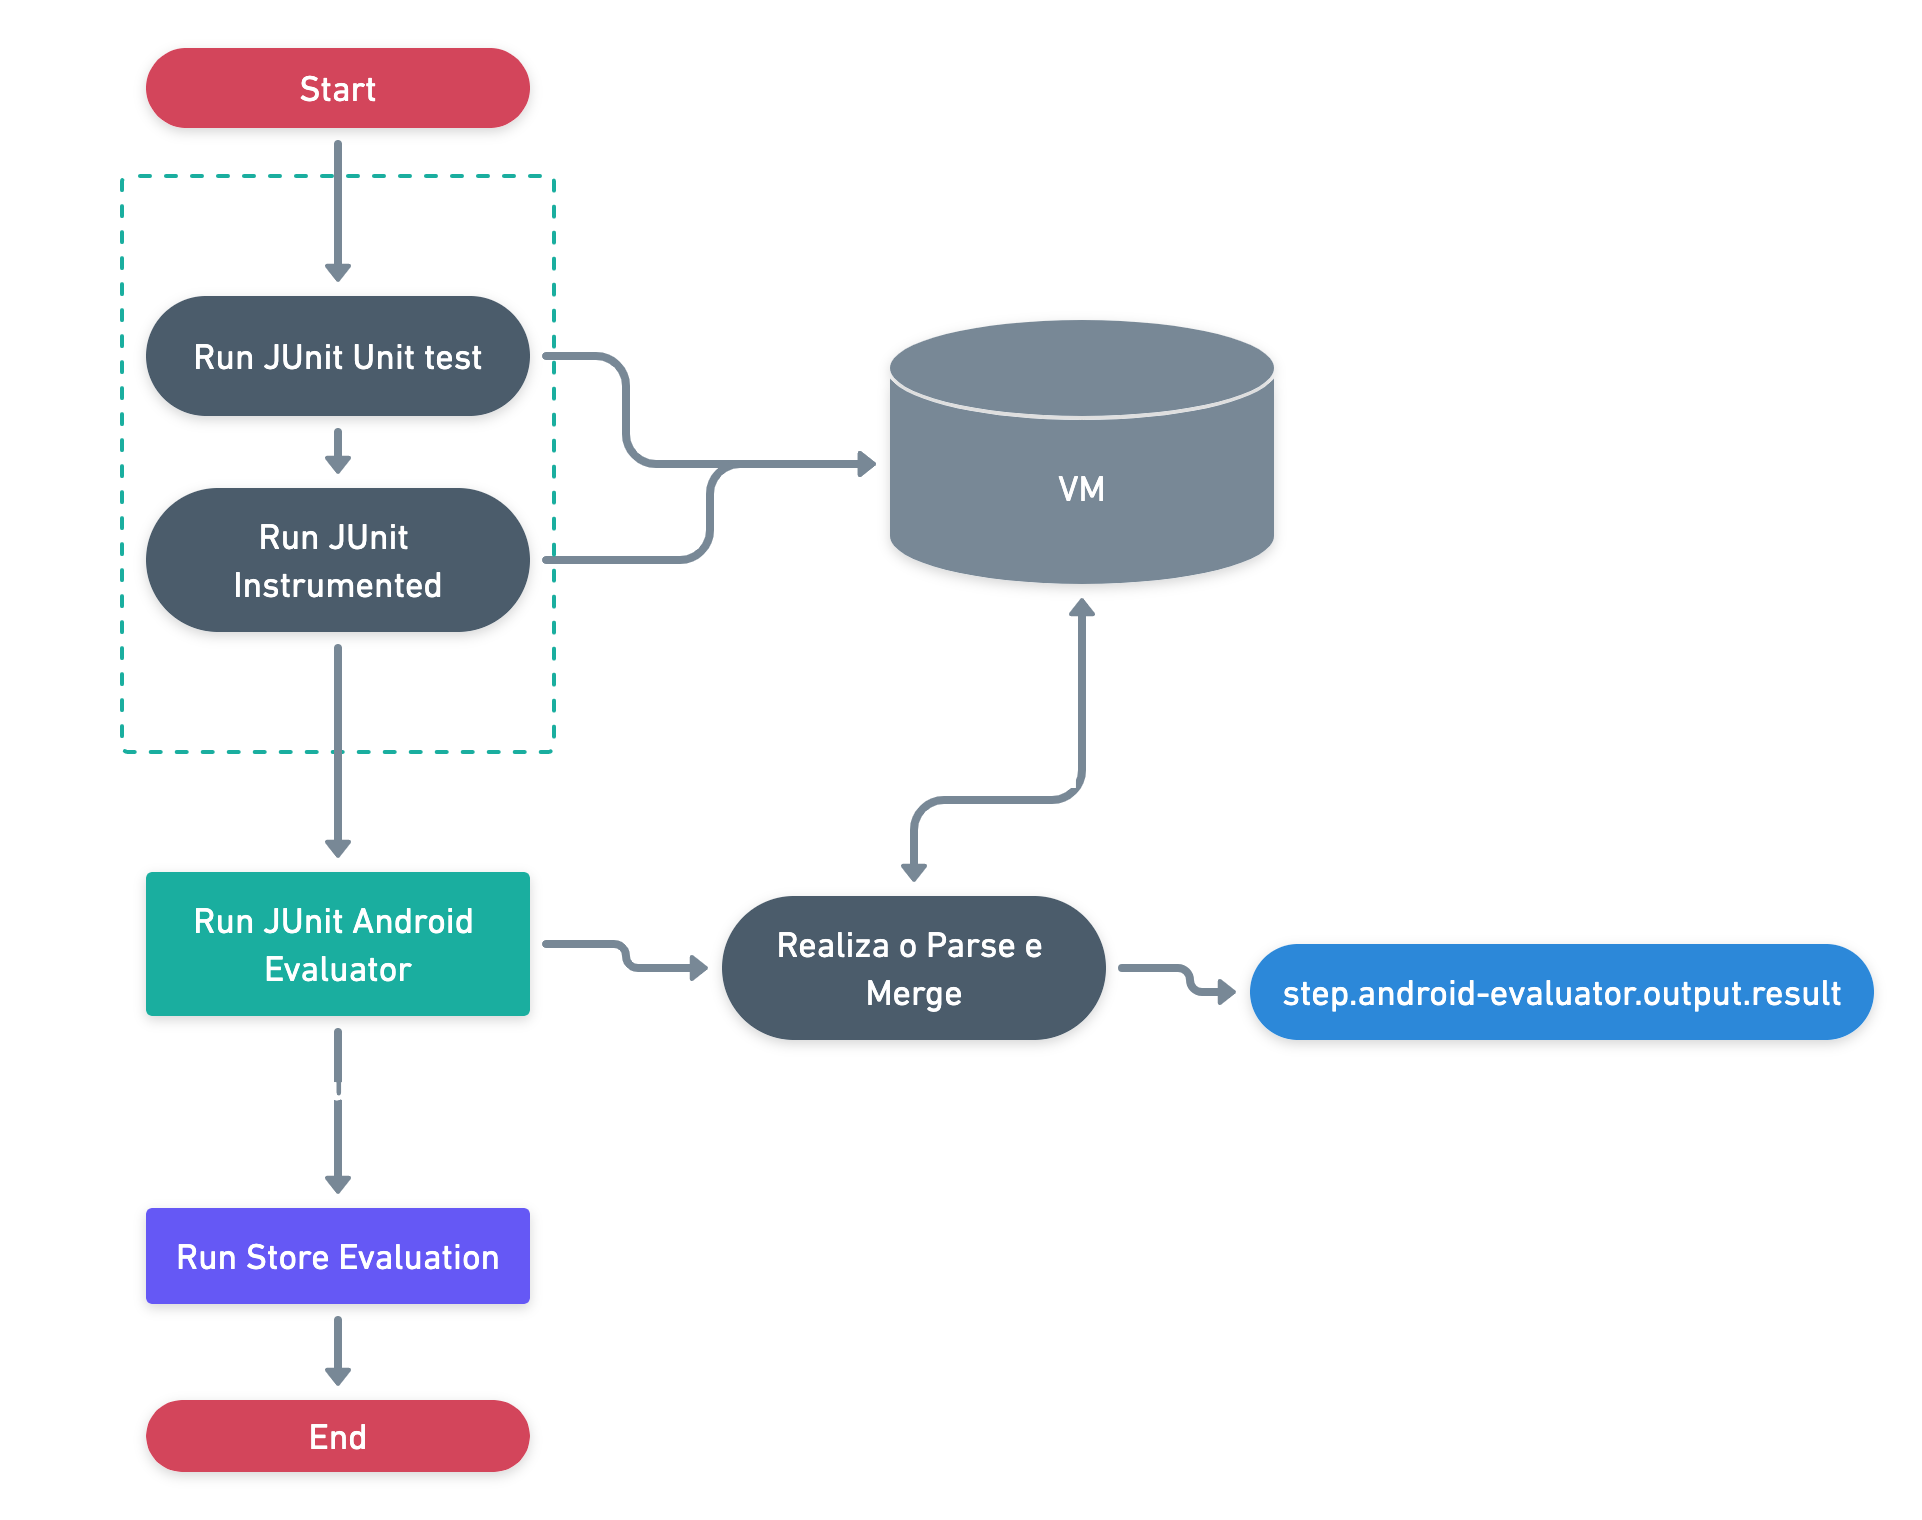 Start
Run JUnit Unit test
Run JUnit
Instrumented
VM
Run JUnit Android
Evaluator
Realiza o Parse e
Merge
step.android-evaluator.output.result
Run Store Evaluation
End